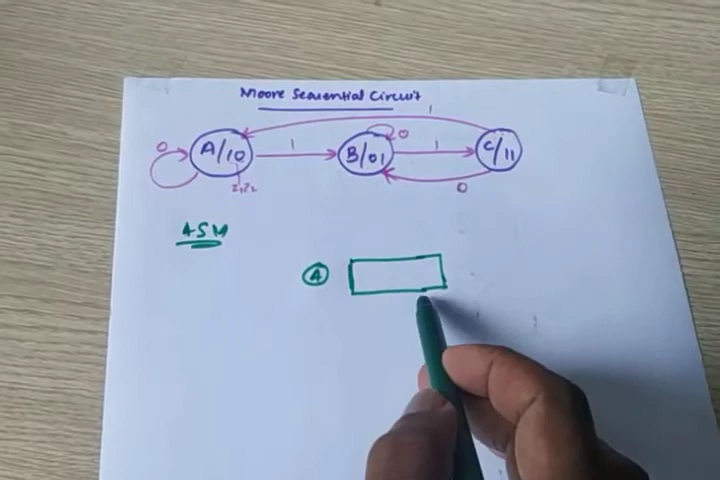 Moore Sequential Circuit
1
0 A/10 1 B/01 0 1 C/11
Z1Z2 0
ASM
A